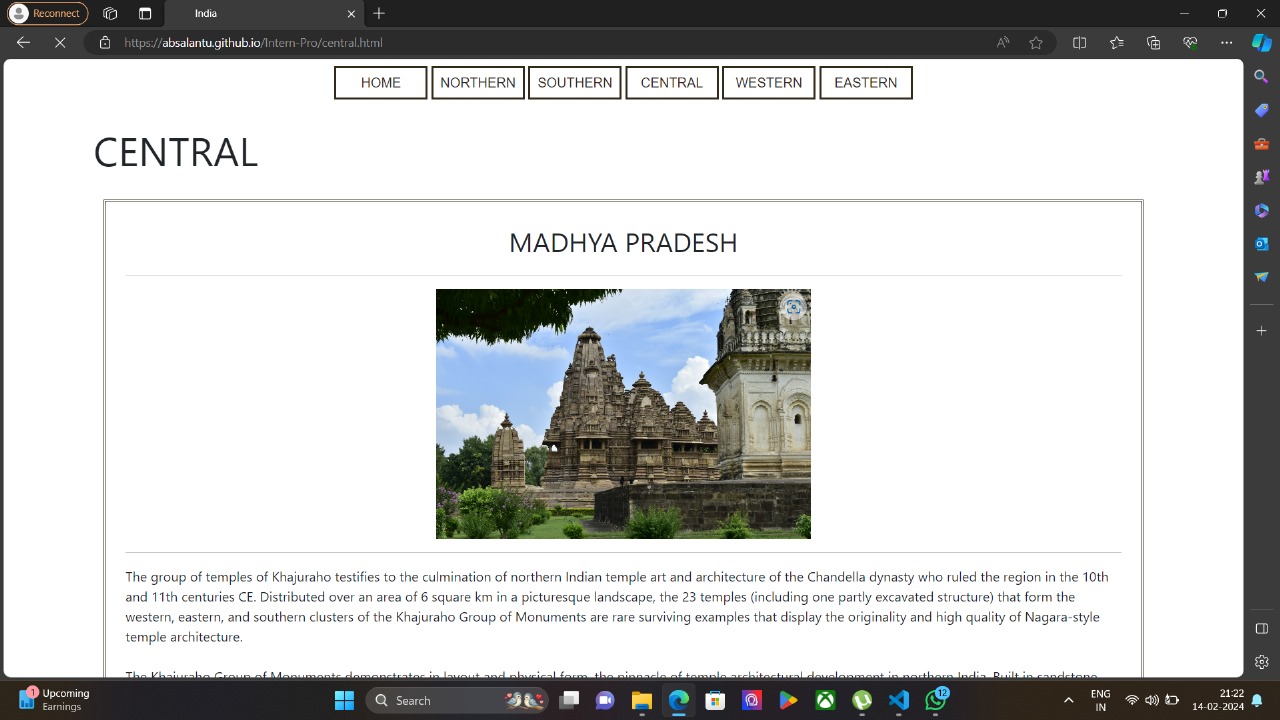 Reconnect
India
https://absalantu.github.io/Intern-Pro/central.html
HOME NORTHERN SOUTHERN CENTRAL WESTERN EASTERN
CENTRAL
MADHYA PRADESH
The group of temples of Khajuraho testifies to the culmination of northern Indian temple art and architecture of the Chandella dynasty who ruled the region in the 10th
and 11th centuries CE. Distributed over an area of 6 square km in a picturesque landscape, the 23 temples (including one partly excavated structure) that form the
western, eastern, and southern clusters of the Khajuraho Group of Monuments are rare surviving examples that display the originality and high quality of Nagara-style
temple architecture.
The Khajuraho Group of Monuments demonstrates in layout and physical form, the pinnacle of temple architectural development in northern India. Built in sandstone,
1
Upcoming
Earnings
Search
12
ENG
IN
21:22
14-02-2024